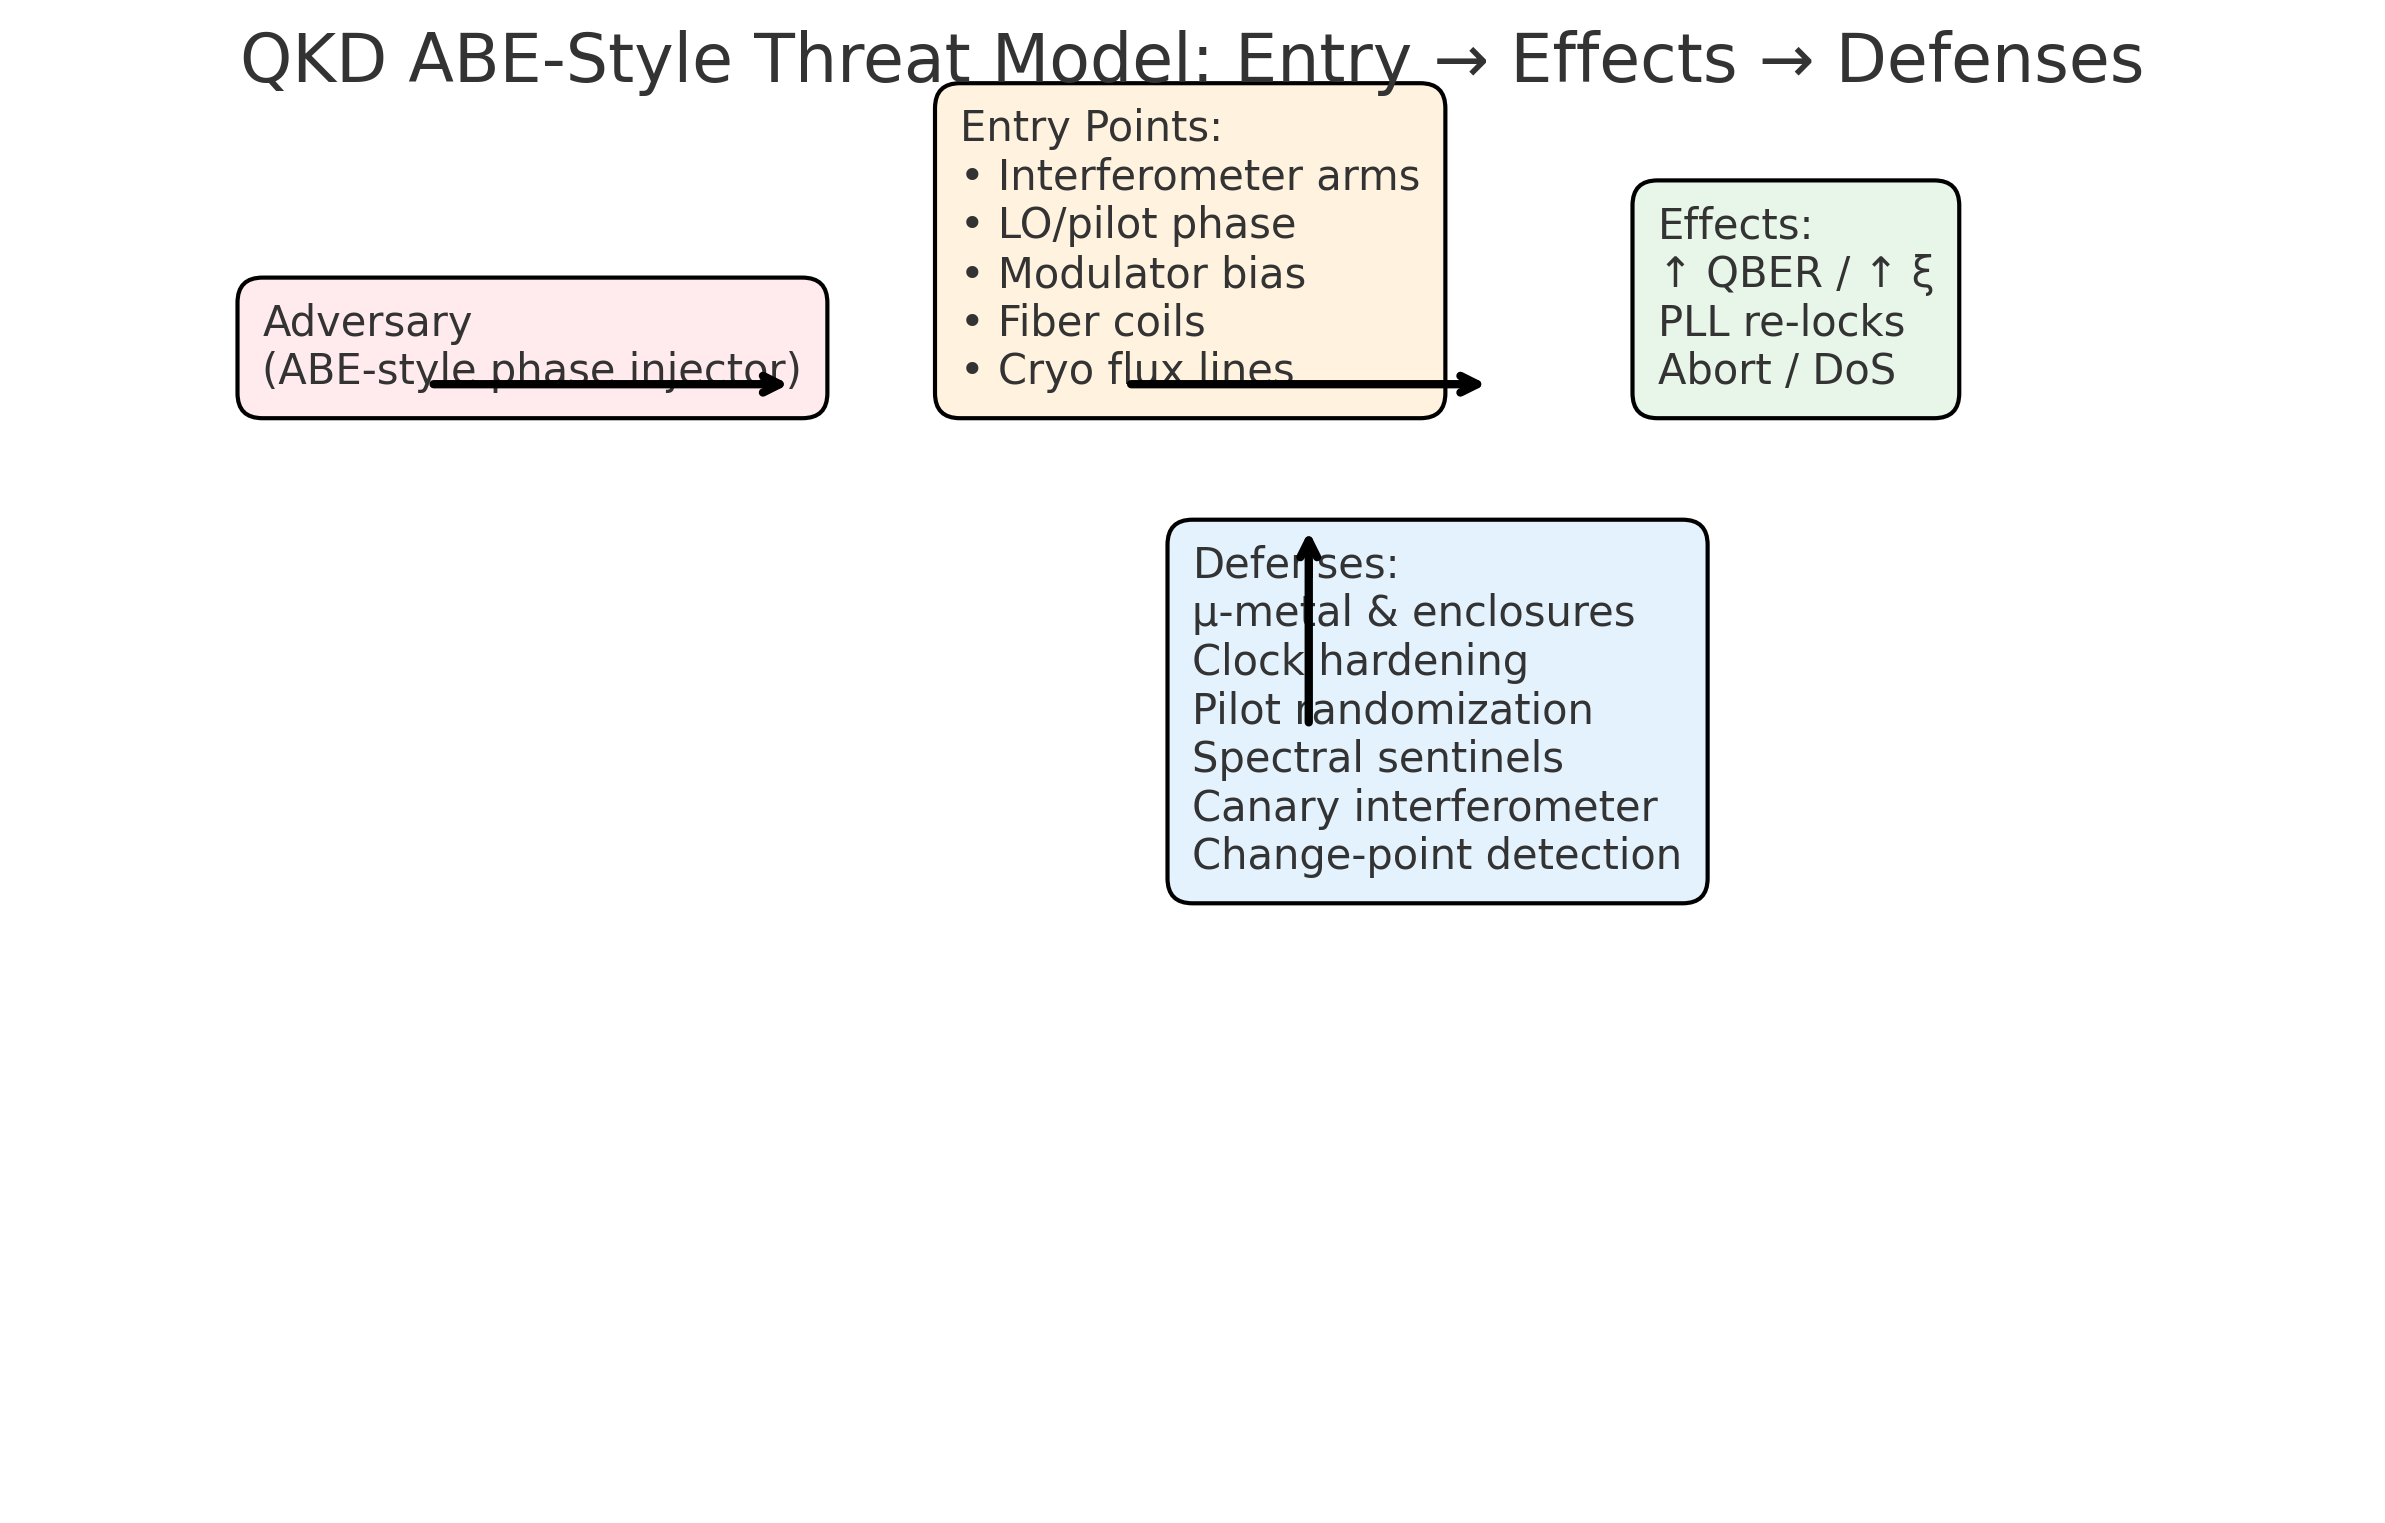 QKD ABE-Style Threat Model: Entry → Effects → Defenses
Adversary
(ABE-style phase injector)
Entry Points:
• Interferometer arms
• LO/pilot phase
• Modulator bias
• Fiber coils
• Cryo flux lines
Effects:
↑ QBER / ↑ ξ
PLL re-locks
Abort / DoS
Defenses:
μ-metal & enclosures
Clock hardening
Pilot randomization
Spectral sentinels
Canary interferometer
Change-point detection